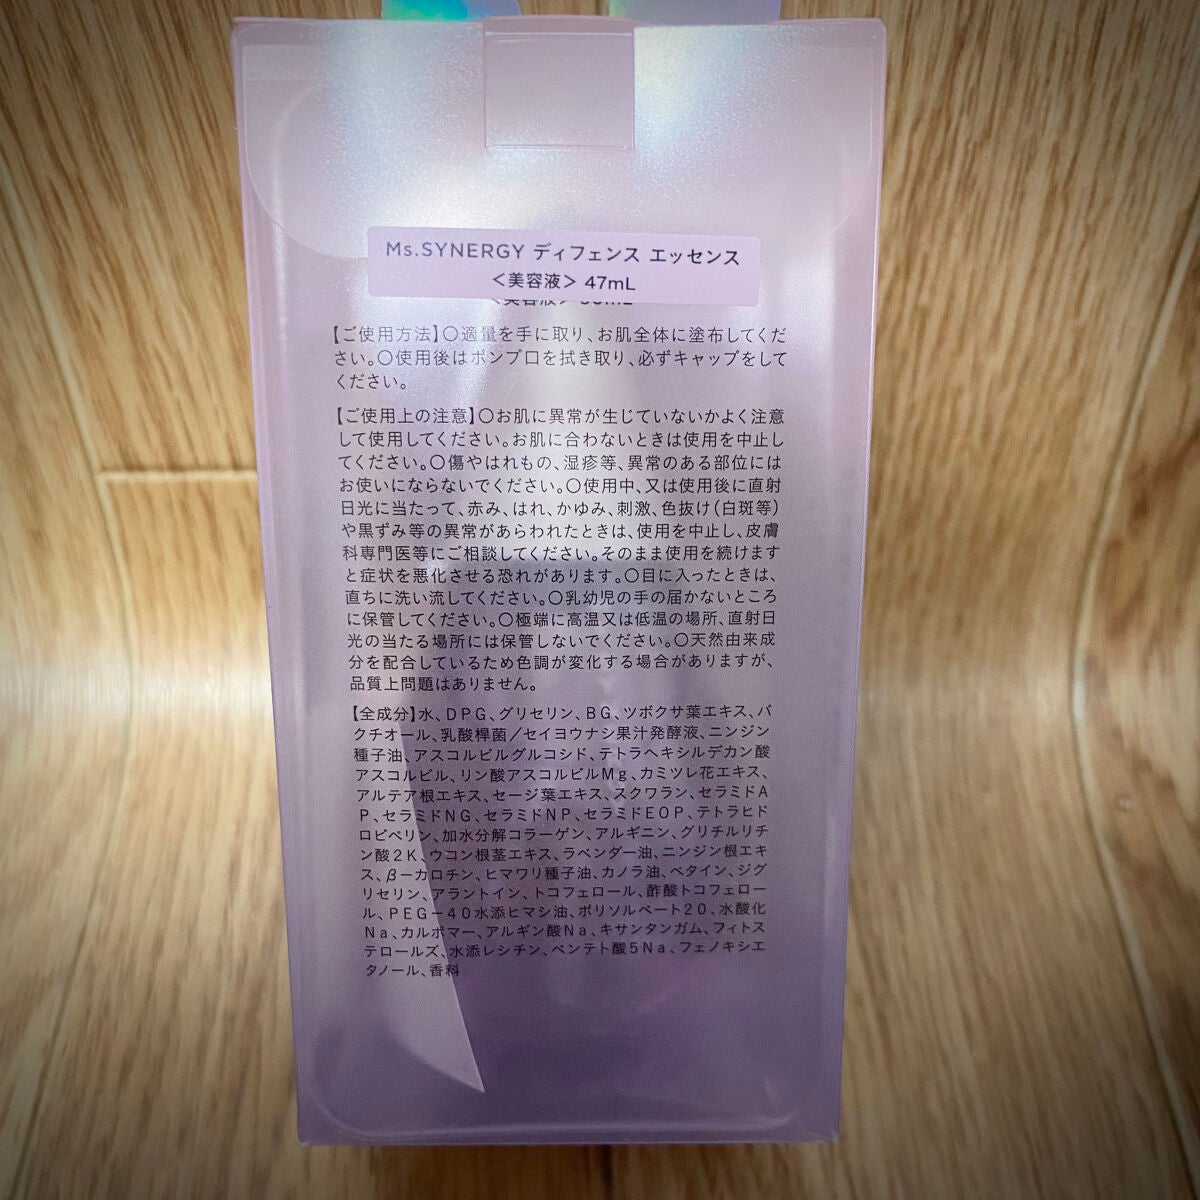 Ms.SYNERGY ディフェンス エッセンス
＜美容液＞ 47mL
【ご使用方法】〇適量を手に取り、お肌全体に塗布してくだ
さい。〇使用後はポンプ口を拭き取り、必ずキャップをして
ください。
【ご使用上の注意】〇お肌に異常が生じていないかよく注意
して使用してください。お肌に合わないときは使用を中止し
てください。〇傷やはれもの、湿疹等、異常のある部位には
お使いにならないでください。〇使用中、又は使用後に直射
日光に当たって、赤み、はれ、かゆみ、刺激、色抜け（白斑等）
や黒ずみ等の異常があらわれたときは、使用を中止し、皮膚
科専門医等にご相談してください。そのまま使用を続けます
と症状を悪化させる恐れがあります。〇目に入ったときは、
直ちに洗い流してください。〇乳幼児の手の届かないところ
に保管してください。〇極端に高温又は低温の場所、直射日
光の当たる場所には保管しないでください。〇天然由来成
分を配合しているため色調が変化する場合がありますが、
品質上問題はありません。
【全成分】水、DPG、グリセリン、BG、ツボクサ葉エキス、バ
クチオール、乳酸桿菌／セイヨウナシ果汁発酵液、ニンジン
種子油、アスコルビルグルコシド、テトラヘキシルデカン酸
アスコルビル、リン酸アスコルビルMg、カミツレ花エキス、
アルテア根エキス、セージ葉エキス、スクワラン、セラミドA
P、セラミドNG、セラミドNP、セラミドEOP、テトラヒド
ロピペリン、加水分解コラーゲン、アルギニン、グリチルリチ
ン酸2K、ウコン根茎エキス、ラベンダー油、ニンジン根エキ
ス、β－カロチン、ヒマワリ種子油、カノラ油、ベタイン、ジグ
リセリン、アラントイン、トコフェロール、酢酸トコフェロー
ル、PEG－40水添ヒマシ油、ポリソルベート20、水酸化
Na、カルボマー、アルギン酸Na、キサンタンガム、フィトス
テロールズ、水添レシチン、ペンテト酸5Na、フェノキシエ
タノール、香料